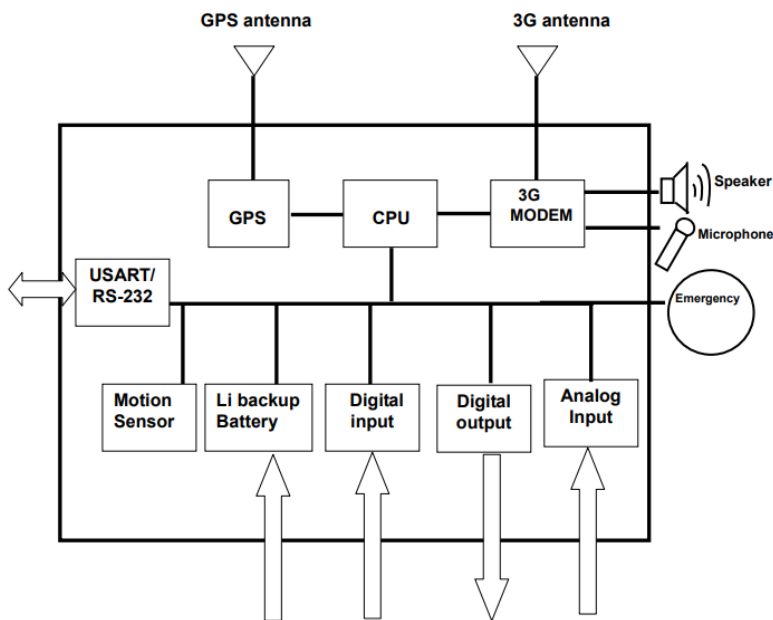 GPS antenna
3G antenna
GPS
CPU
3G
MODEM
Speaker
Microphone
USART/
RS-232
Emergency
Motion
Sensor
Li backup
Battery
Digital
input
Digital
output
Analog
Input